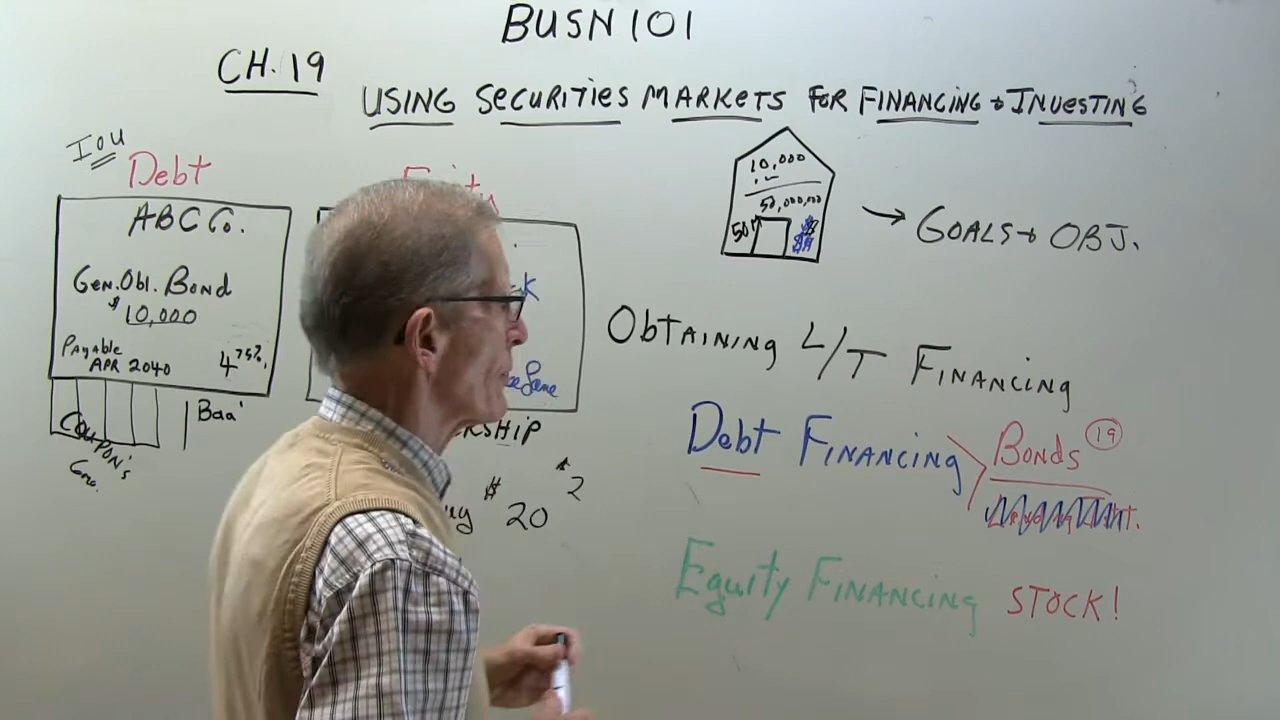 BUSN 101
CH. 19
USING SECURITIES MARKETS FOR FINANCING + INVESTING
IOU
Debt
ABC Co.
Gen. Obl. Bond
$ 10,000
Payable
APR 2040
4 75%.
COUPON'S
Baa'
$ 20
2
10,000
50,000,000
50M
$$
GOALS + OBJ.
OBTAINING L/T FINANCING
Debt FINANCING
BONDS 19
Equity FINANCING STOCK!